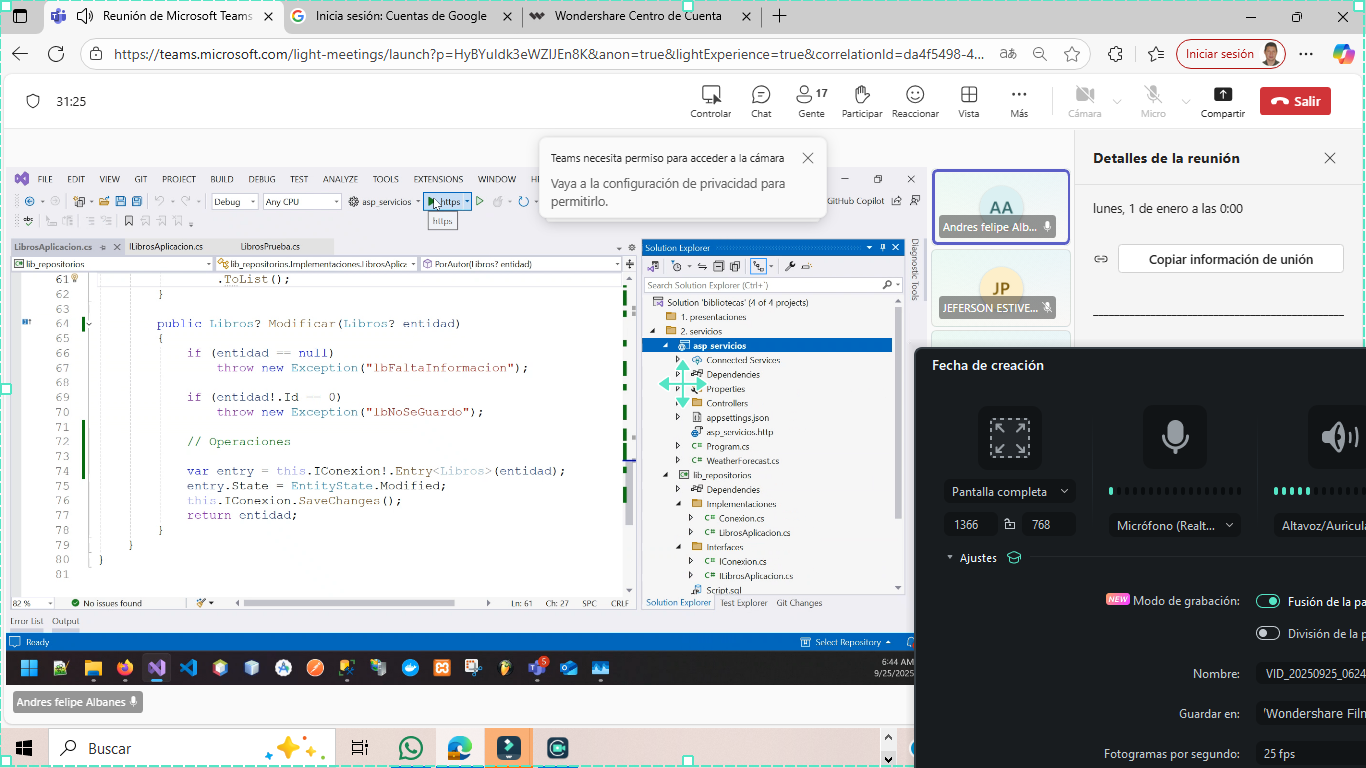 Reunión de Microsoft Teams
Inicia sesión: Cuentas de Google
Wondershare Centro de Cuenta
https://teams.microsoft.com/light-meetings/launch?p=HyBYuIdk3eWZlJEn8K&anon=true&lightExperience=true&correlationId=da4f5498-4...
Iniciar sesión
31:25
Controlar
Chat
17
Gente
Participar
Reaccionar
Vista
Más
Cámara
Micro
Compartir
Salir
Teams necesita permiso para acceder a la cámara
Vaya a la configuración de privacidad para
permitirlo.
Detalles de la reunión
lunes, 1 de enero a las 0:00
Copiar información de unión
AA
Andres felipe Alb...
JP
JEFERSON ESTIVE...
FILE EDIT VIEW GIT PROJECT BUILD DEBUG TEST ANALYZE TOOLS EXTENSIONS WINDOW
GitHub Copilot
Debug
Any CPU
asp_servicios
https
https
LibrosAplicacion.cs
ILibrosAplicacion.cs
LibrosPrueba.cs
lib_repositorios
lib_repositorios.Implementaciones.LibrosAplic
PorAutor(Libros? entidad)
61 .ToList();
62 }
63
64 public Libros? Modificar(Libros? entidad)
65 {
66 if (entidad == null)
67 throw new Exception("lbFaltaInformacion");
68
69 if (entidad!.Id == 0)
70 throw new Exception("lbNoSeGuardo");
71
72 // Operaciones
73
74 var entry = this.IConexion!.Entry<Libros>(entidad);
75 entry.State = EntityState.Modified;
76 this.IConexion.SaveChanges();
77 return entidad;
78 }
79 }
80 }
81
82 %
No issues found
Ln: 61 Ch: 27 SPC CRLF
Error List Output
Ready
Select Repository
Solution Explorer
Search Solution Explorer (Ctrl+')
Solution 'bibliotecas' (4 of 4 projects)
1. presentaciones
2. servicios
asp_servicios
Connected Services
Dependencies
Properties
Controllers
appsettings.json
asp_servicios.http
C# Program.cs
C# WeatherForecast.cs
lib_repositorios
Dependencies
Implementaciones
C# Conexion.cs
C# LibrosAplicacion.cs
Interfaces
C# IConexion.cs
C# ILibrosAplicacion.cs
Script.sql
Solution Explorer Test Explorer Git Changes
Diagnostic Tools
5
6:44 AM
9/25/2025
Andres felipe Albanes
Fecha de creación
Pantalla completa
1366
768
Micrófono (Realt...
Altavoz/Auricula
Ajustes
NEW
Modo de grabación:
Fusión de la pa
División de la p
Nombre:
VID_20250925_0624
Guardar en:
'Wondershare Film
Fotogramas por segundo:
25 fps
Buscar